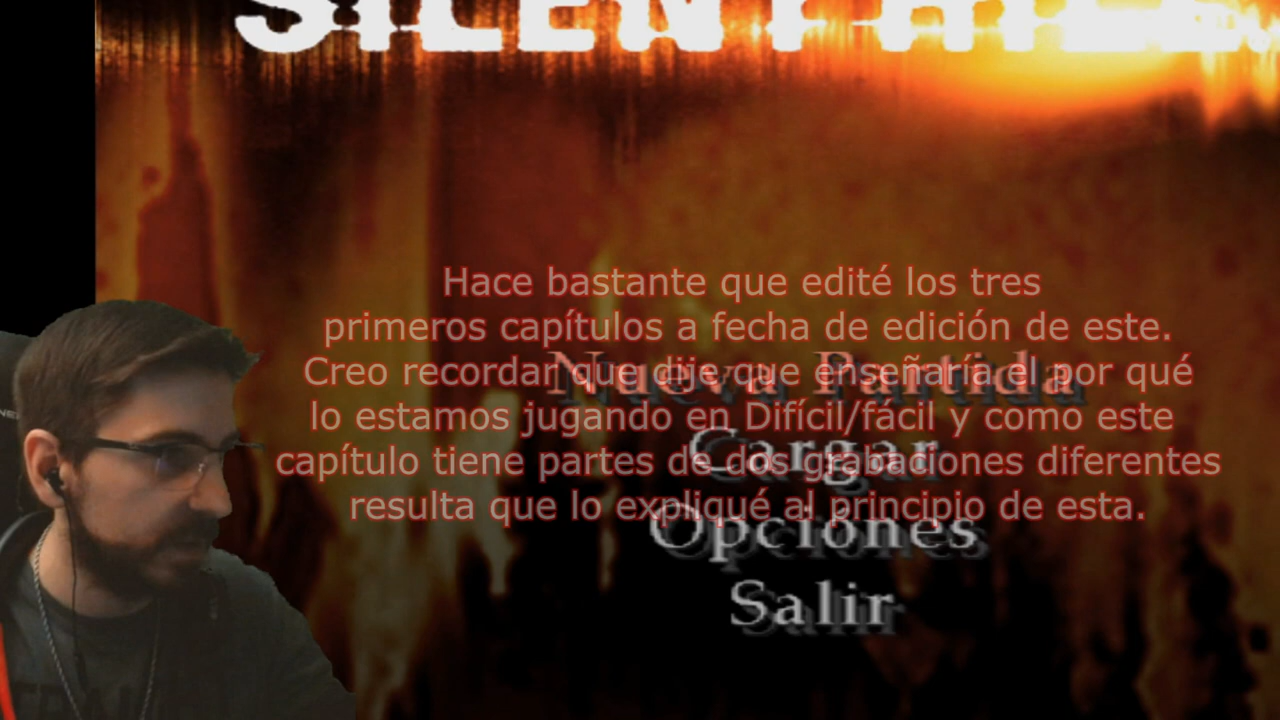 SILENT HILL
Hace bastante que edité los tres
primeros capítulos a fecha de edición de este.
Creo recordar que dije que enseñaría el por qué
lo estamos jugando en Difícil/fácil y como este
capítulo tiene partes de dos grabaciones diferentes
resulta que lo expliqué al principio de esta.
Nueva Partida
Cargar
Opciones
Salir